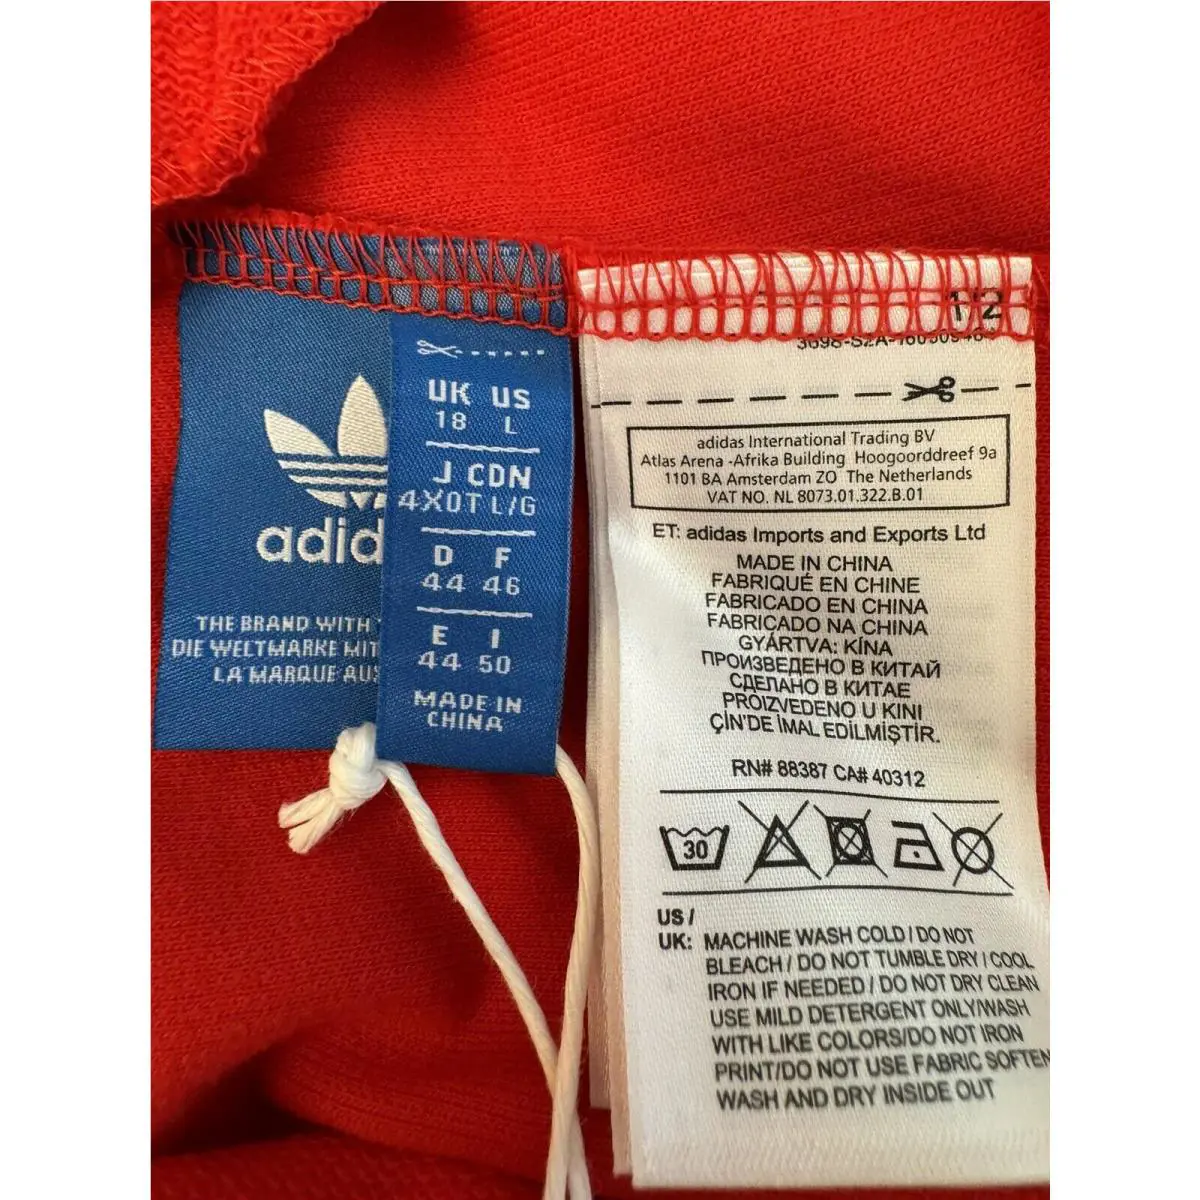 adid
THE BRAND WITH
DIE WELTMARKE MIT
LA MARQUE AUX
UK US
18 L
J CDN
4XOT L/G
D F
44 46
E I
44 50
MADE IN
CHINA
12
adidas International Trading BV
Atlas Arena -Afrika Building Hoogoorddreef 9a
1101 BA Amsterdam ZO The Netherlands
VAT NO. NL 8073.01.322.B.01
ET: adidas Imports and Exports Ltd
MADE IN CHINA
FABRIQUÉ EN CHINE
FABRICADO EN CHINA
FABRICADO NA CHINA
GYÁRTVA: KÍNA
ПРОИЗВЕДЕНО В КИТАЙ
СДЕЛАНО В КИТАЕ
PROIZVEDENO U KINI
ÇİN'DE İMAL EDİLMİŞTİR.
RN# 88387 CA# 40312
30
US /
UK: MACHINE WASH COLD / DO NOT
BLEACH / DO NOT TUMBLE DRY / COOL
IRON IF NEEDED / DO NOT DRY CLEAN
USE MILD DETERGENT ONLY/WASH
WITH LIKE COLORS/DO NOT IRON
PRINT/DO NOT USE FABRIC SOFTEN
WASH AND DRY INSIDE OUT